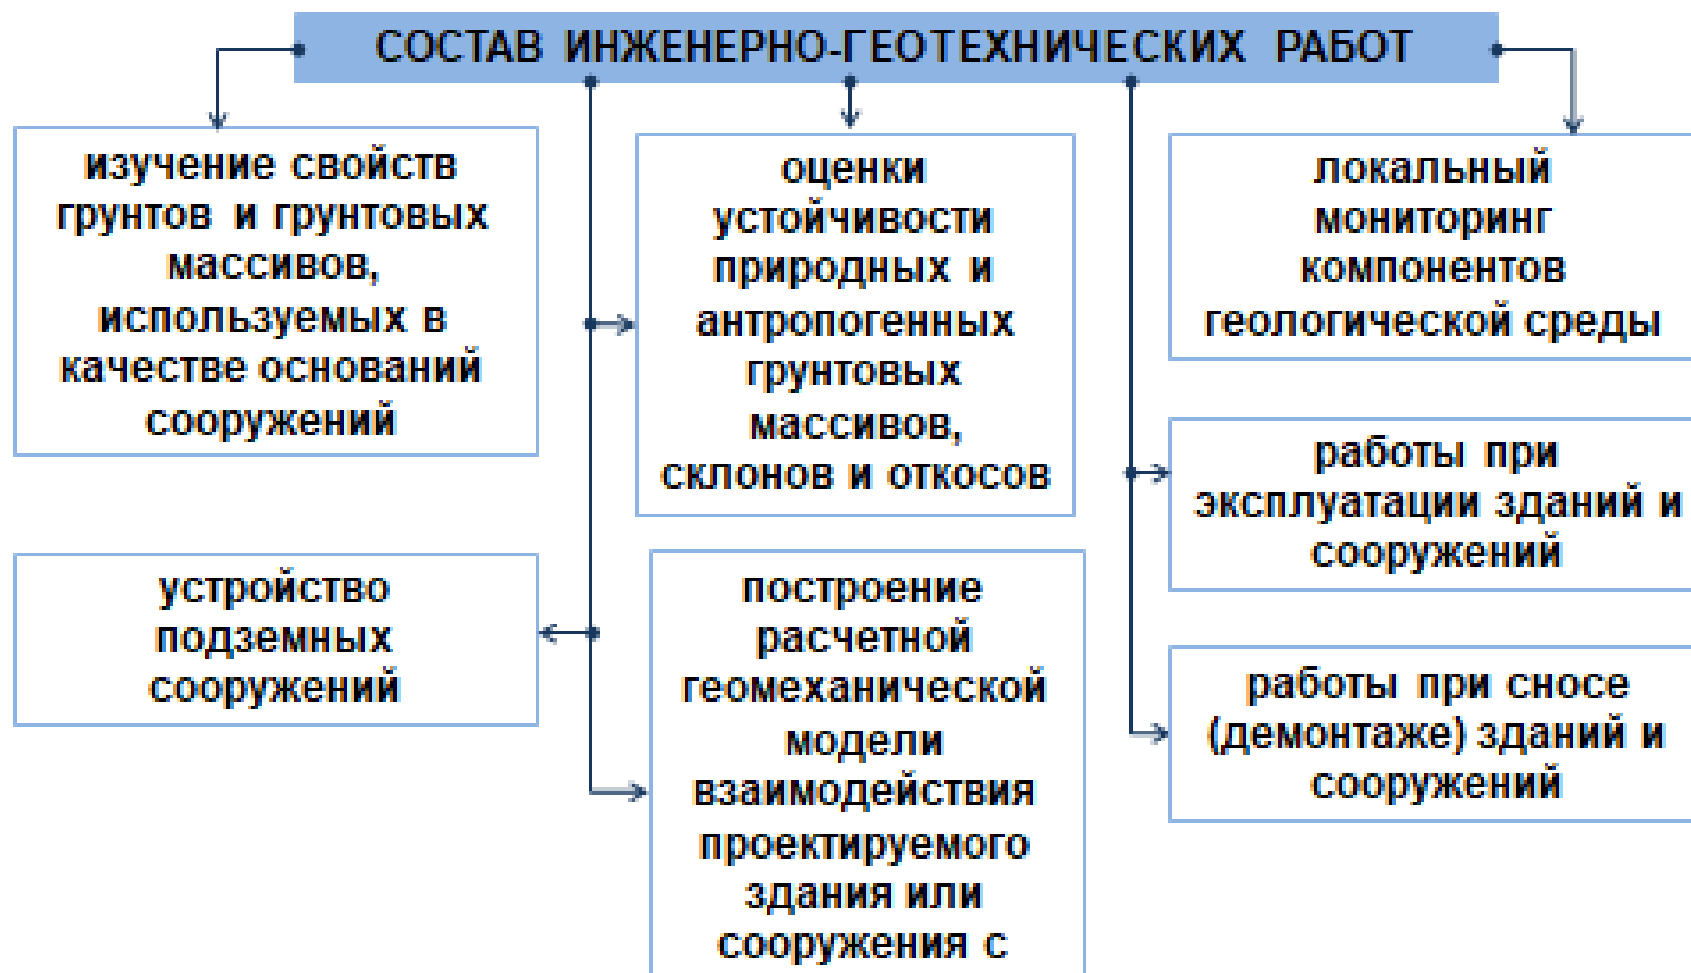 СОСТАВ ИНЖЕНЕРНО-ГЕОТЕХНИЧЕСКИХ РАБОТ
изучение свойств
грунтов и грунтовых
массивов,
используемых в
качестве оснований
сооружений
устройство
подземных
сооружений
оценки
устойчивости
природных и
антропогенных
грунтовых
массивов,
склонов и откосов
построение
расчетной
геомеханической
модели
взаимодействия
проектируемого
здания или
сооружения с
локальный
мониторинг
компонентов
геологической среды
работы при
эксплуатации зданий и
сооружений
работы при сносе
(демонтаже) зданий и
сооружений